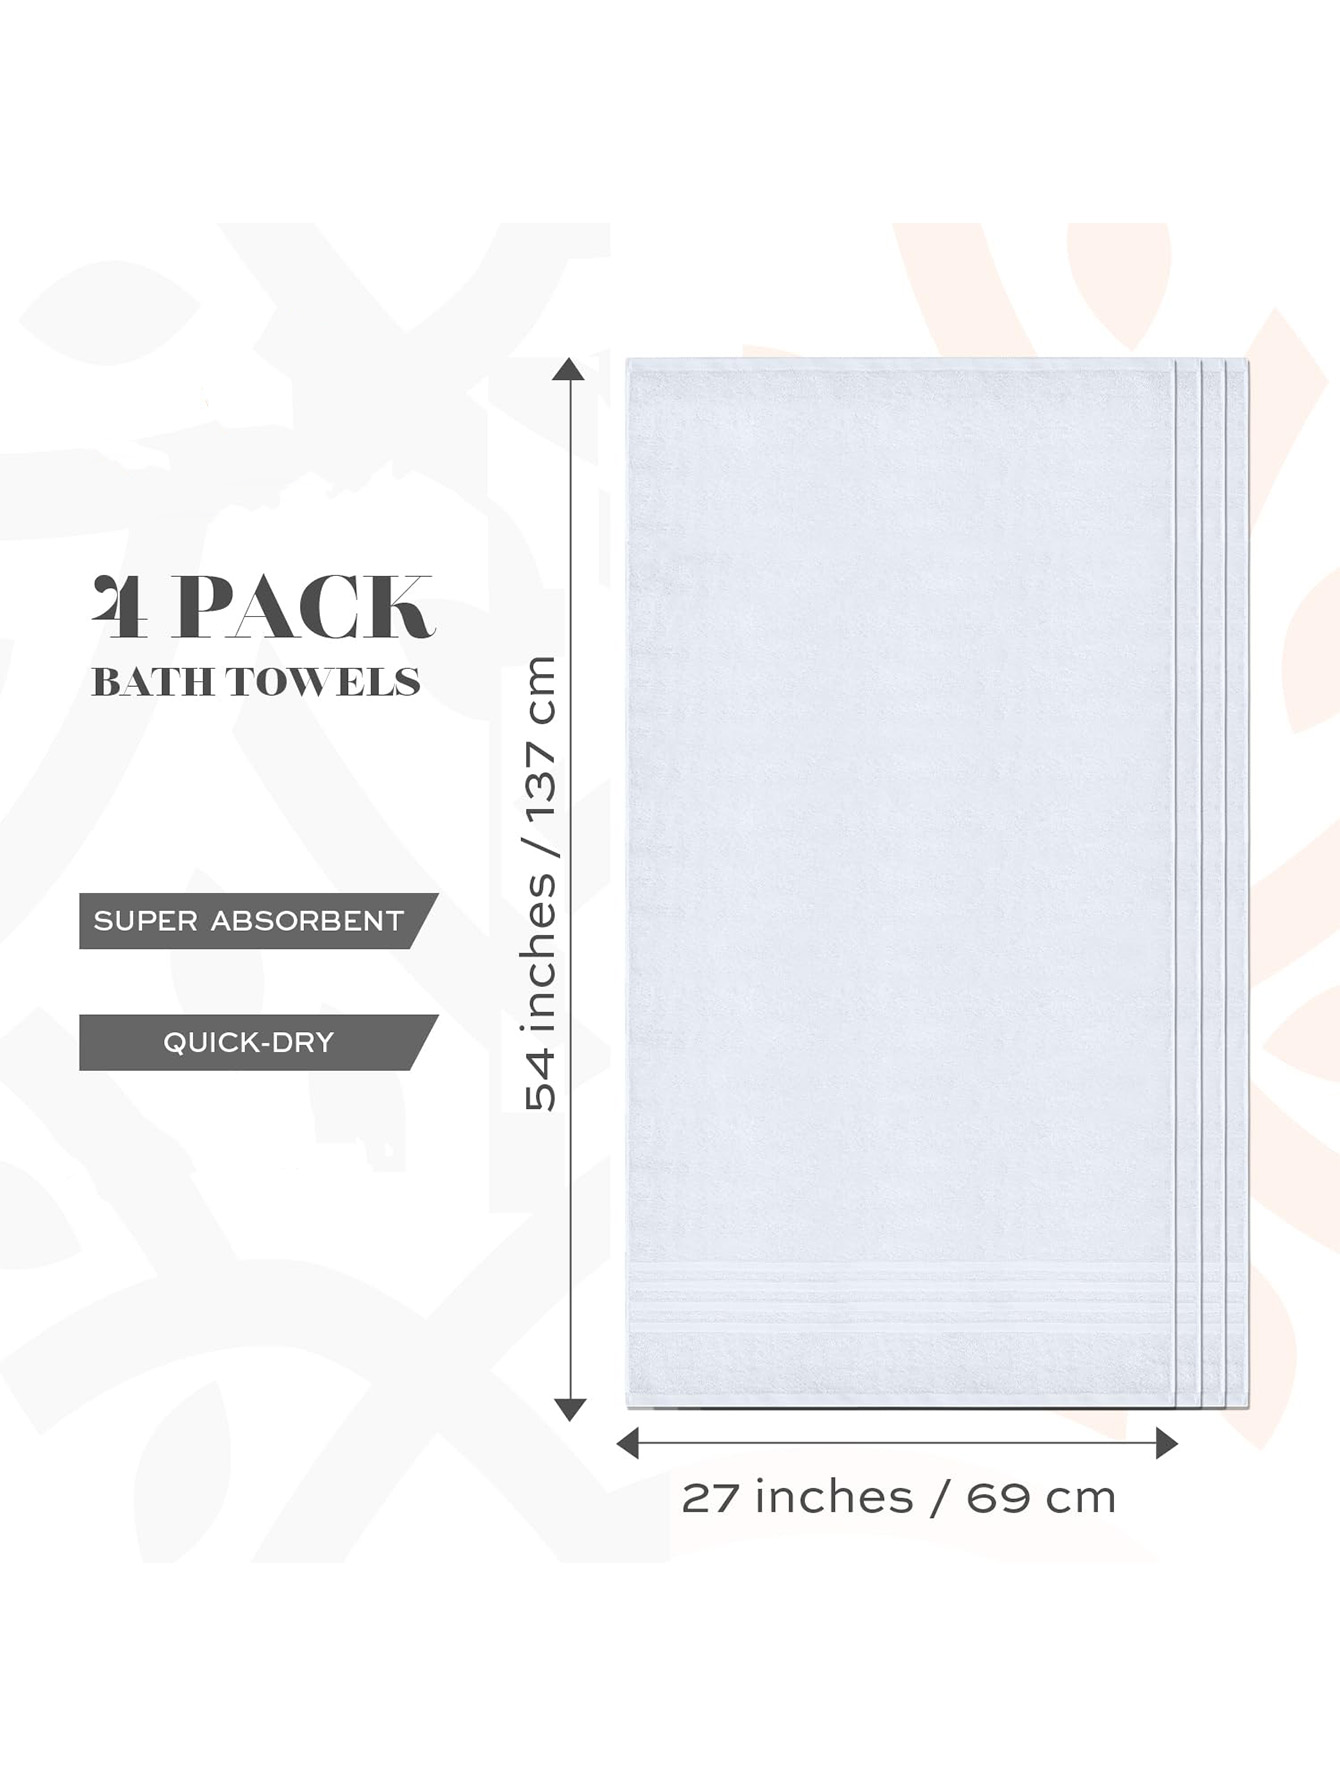 4 PACK
BATH TOWELS
SUPER ABSORBENT
QUICK-DRY
54 inches / 137 cm
27 inches / 69 cm